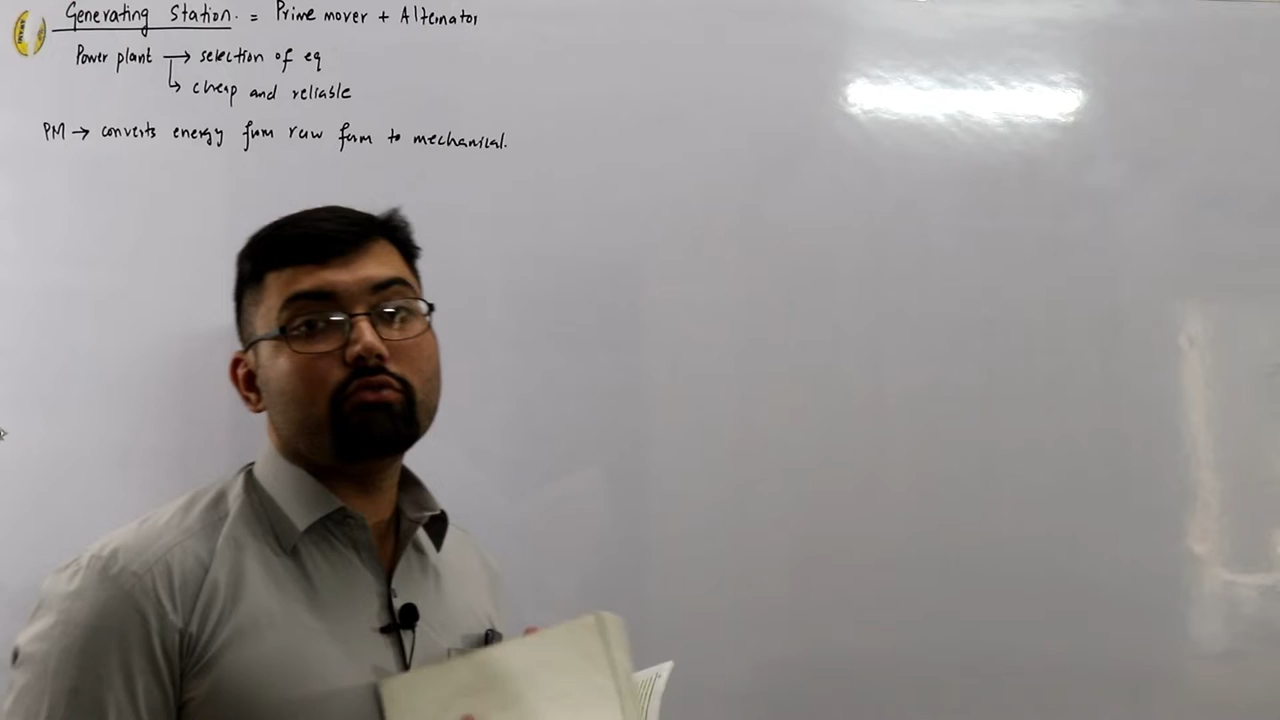 Generating Station. = Prime mover + Alternator
Power plant → selection of eq
↳ cheap and reliable
PM → converts energy from raw form to mechanical.